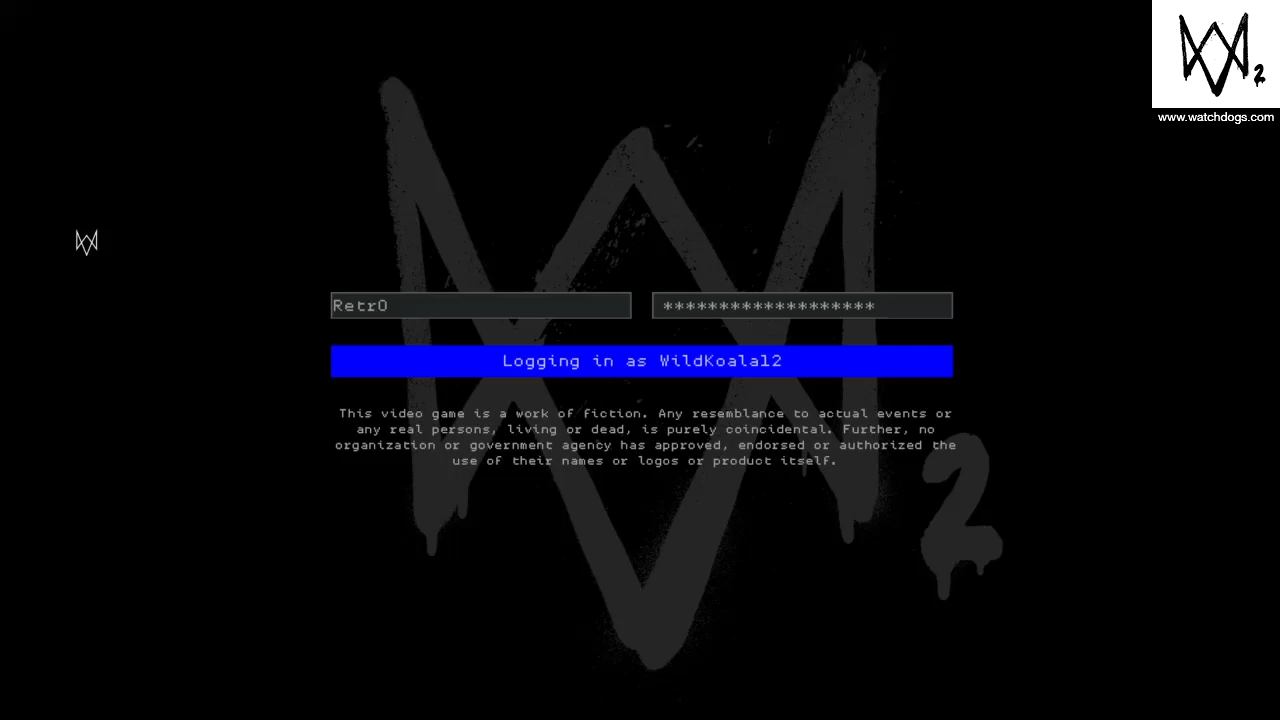 2
www.watchdogs.com
Retr0
*******************
Logging in as WildKoala12
This video game is a work of fiction. Any resemblance to actual events or
any real persons, living or dead, is purely coincidental. Further, no
organization or government agency has approved, endorsed or authorized the
use of their names or logos or product itself.
2